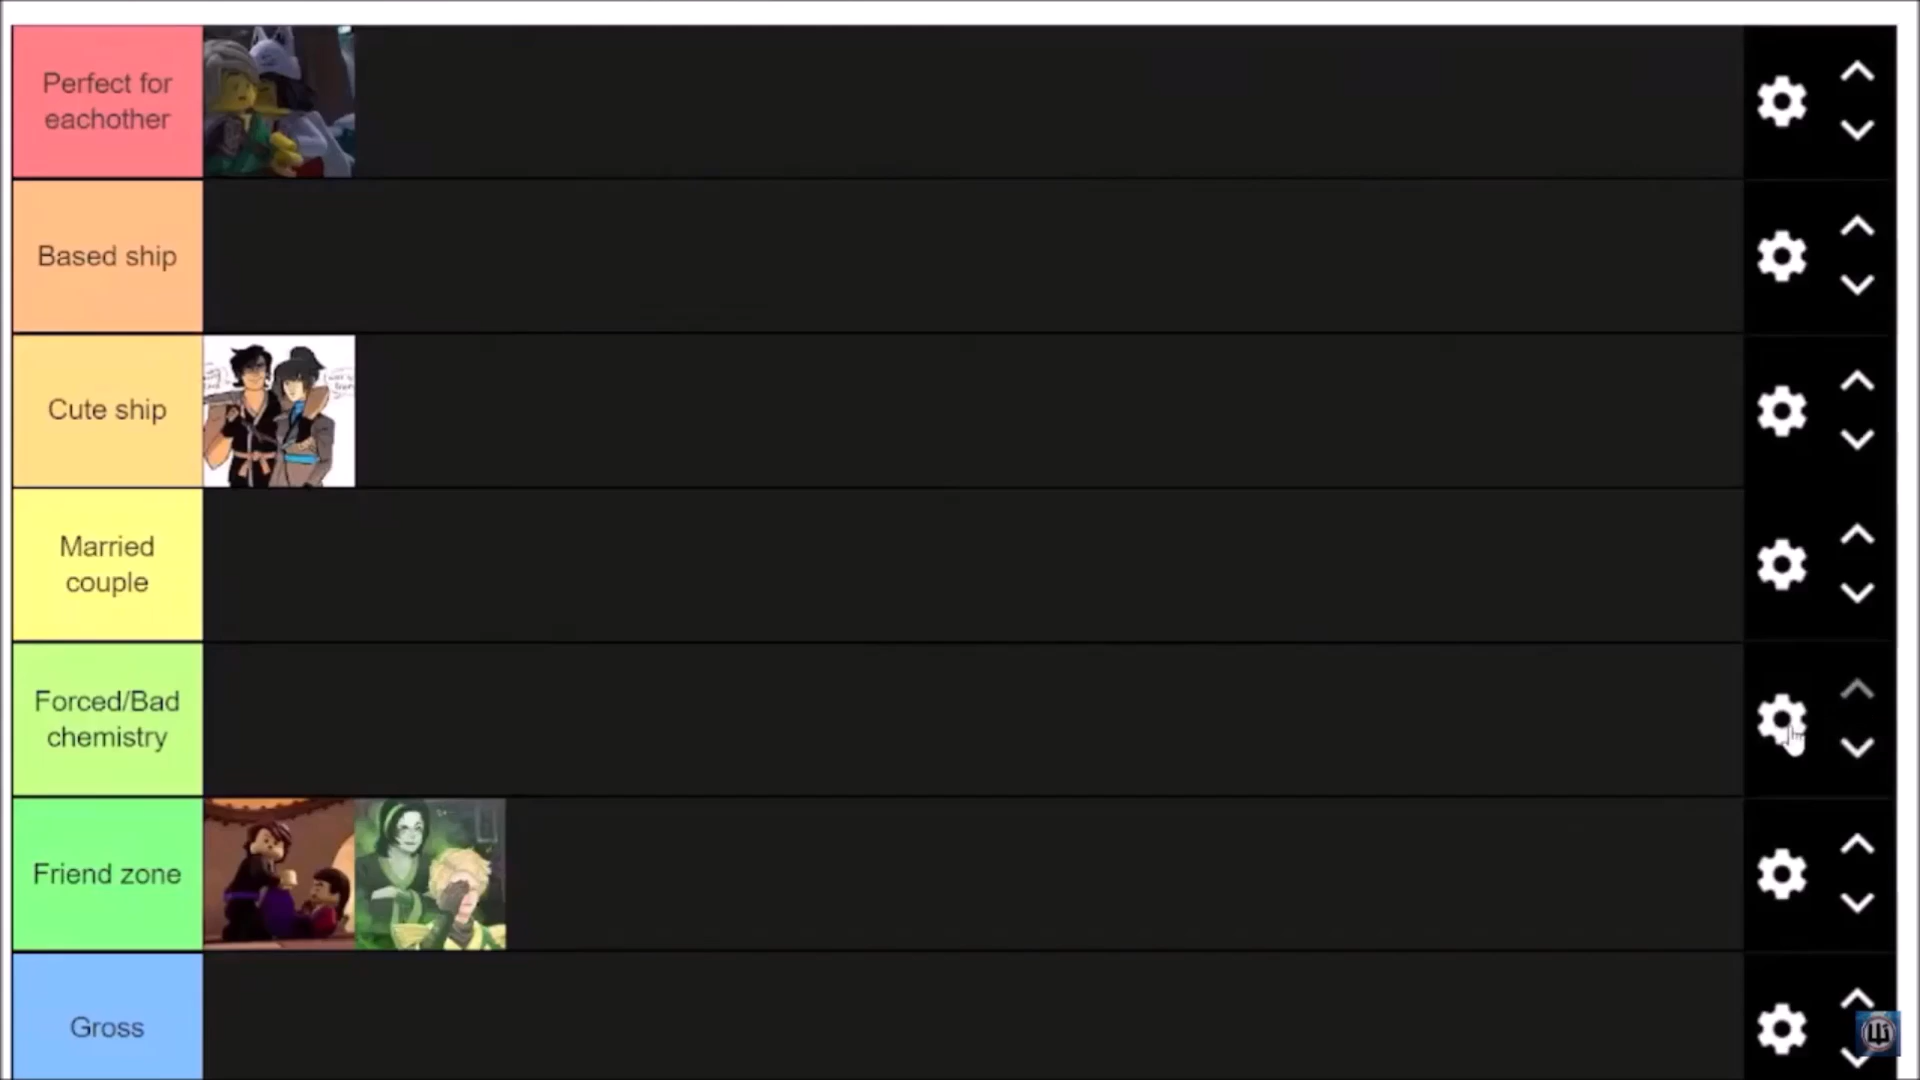 Perfect for
eachother
Based ship
Cute ship
Married
couple
Forced/Bad
chemistry
Friend zone
Gross